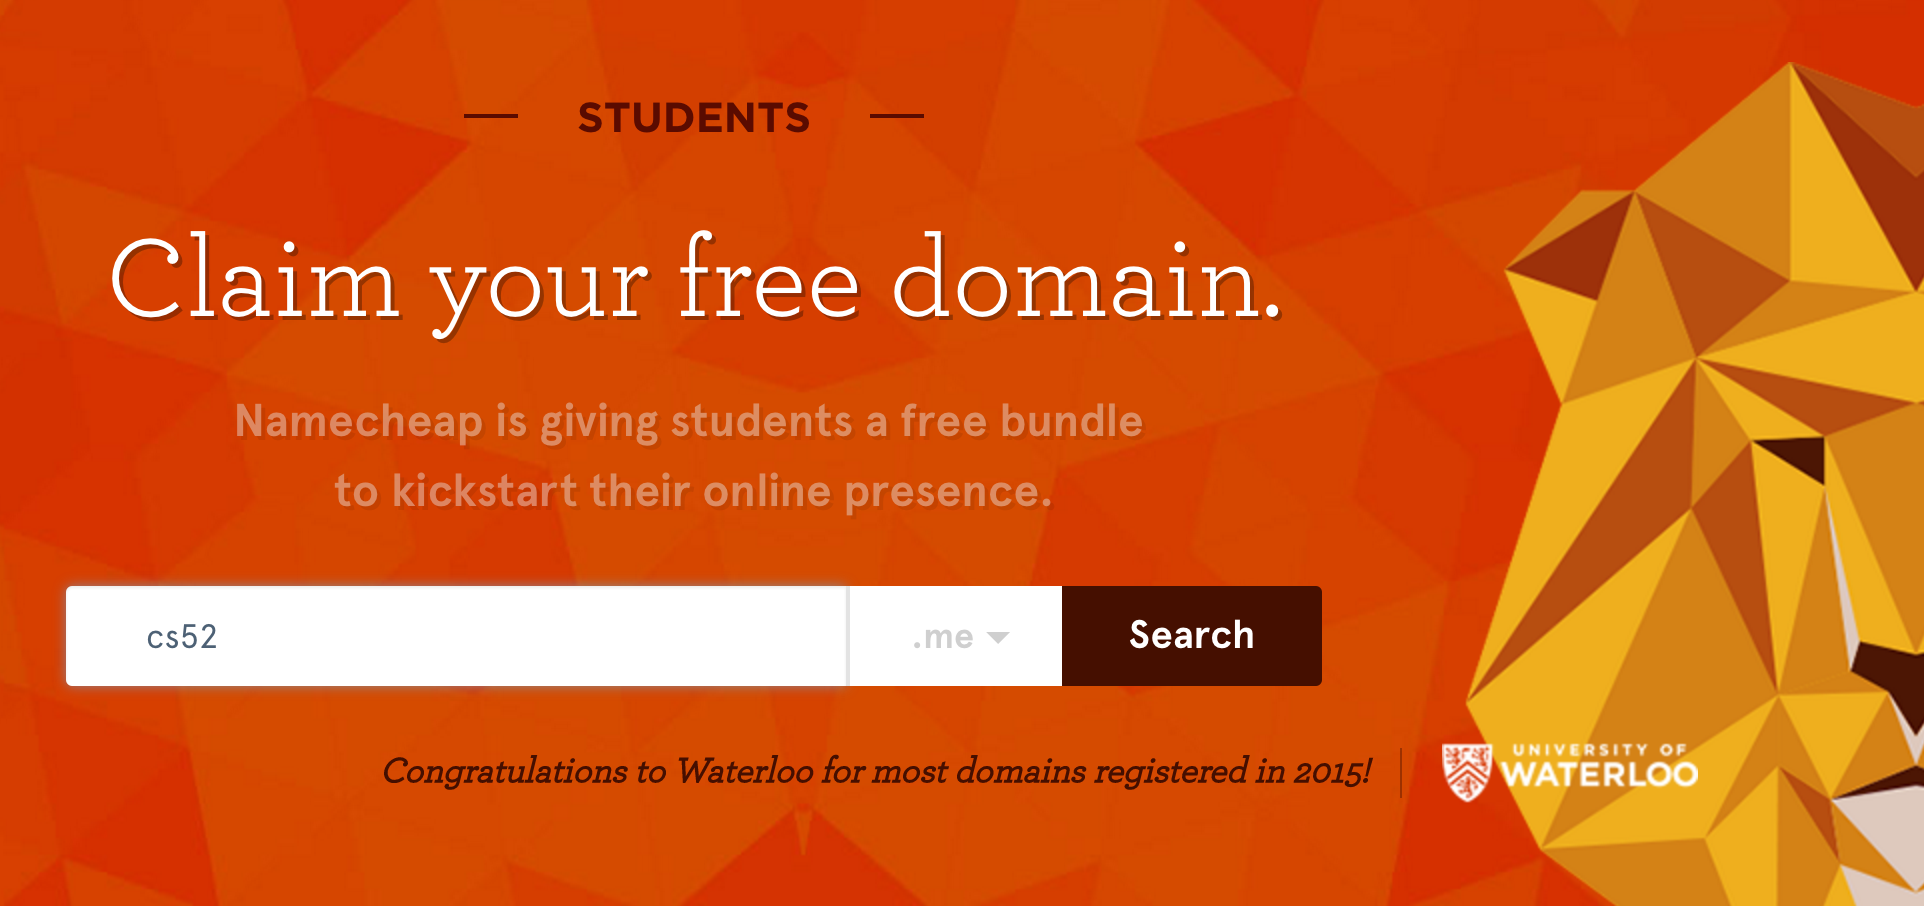 STUDENTS
Claim your free domain.
Namecheap is giving students a free bundle
to kickstart their online presence.
cs52 .me Search
Congratulations to Waterloo for most domains registered in 2015!
UNIVERSITY OF
WATERLOO